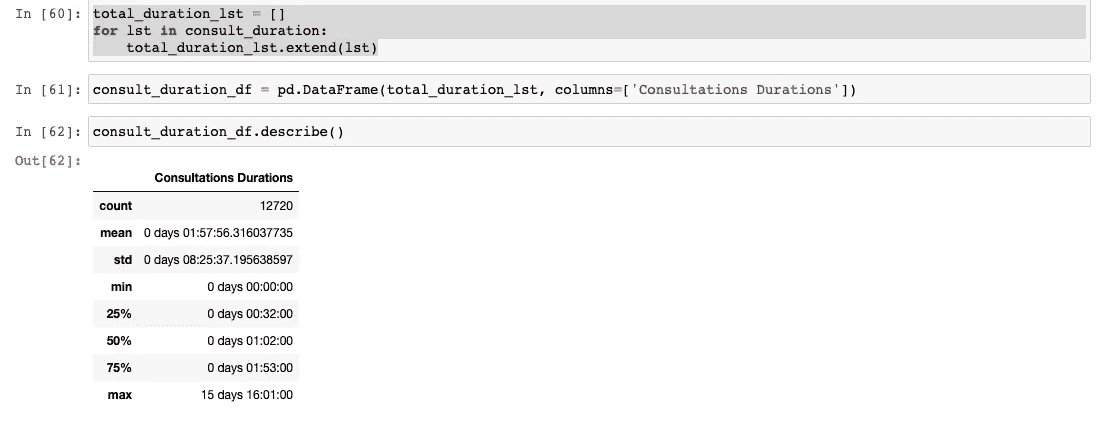 In [60]: total_duration_lst = []
for lst in consult_duration:
    total_duration_lst.extend(lst)
In [61]: consult_duration_df = pd.DataFrame(total_duration_lst, columns=['Consultations Durations'])
In [62]: consult_duration_df.describe()
Out[62]:
Consultations Durations
count 12720
mean 0 days 01:57:56.316037735
std 0 days 08:25:37.195638597
min 0 days 00:00:00
25% 0 days 00:32:00
50% 0 days 01:02:00
75% 0 days 01:53:00
max 15 days 16:01:00